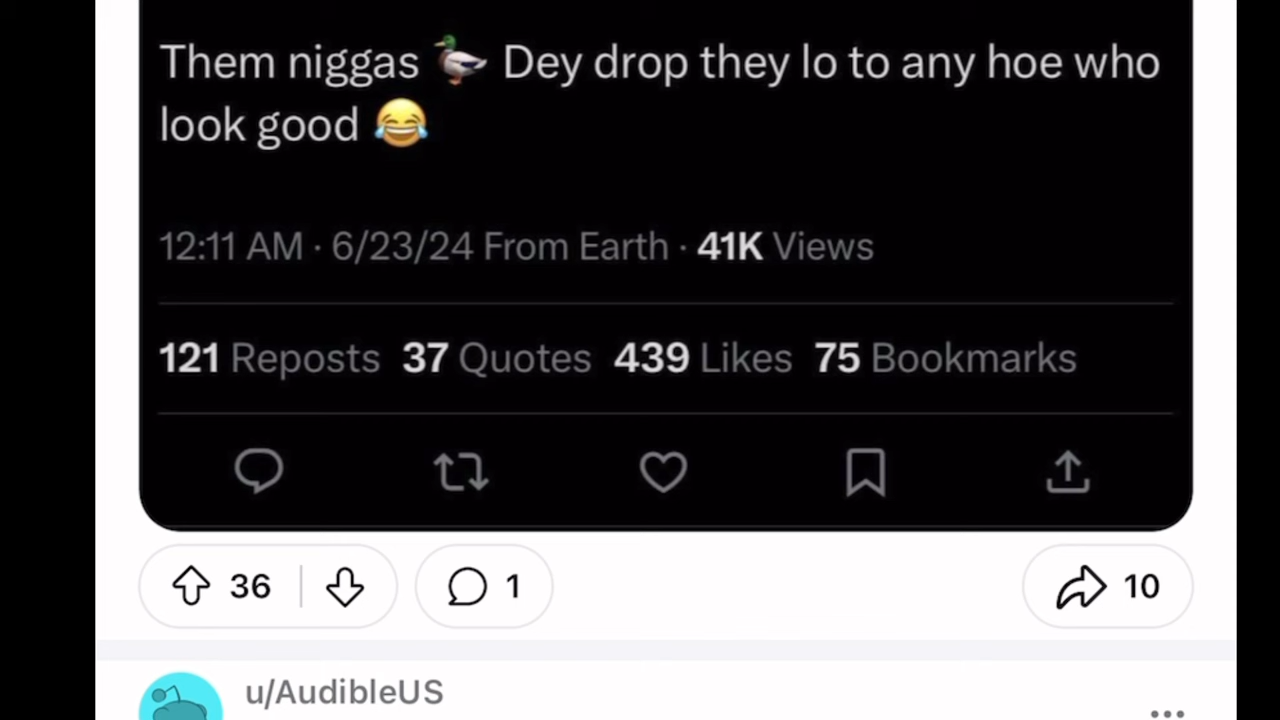 Them niggas 🦆 Dey drop they lo to any hoe who
look good 😂
12:11 AM · 6/23/24 From Earth · 41K Views
121 Reposts 37 Quotes 439 Likes 75 Bookmarks
36 1 10
u/AudibleUS